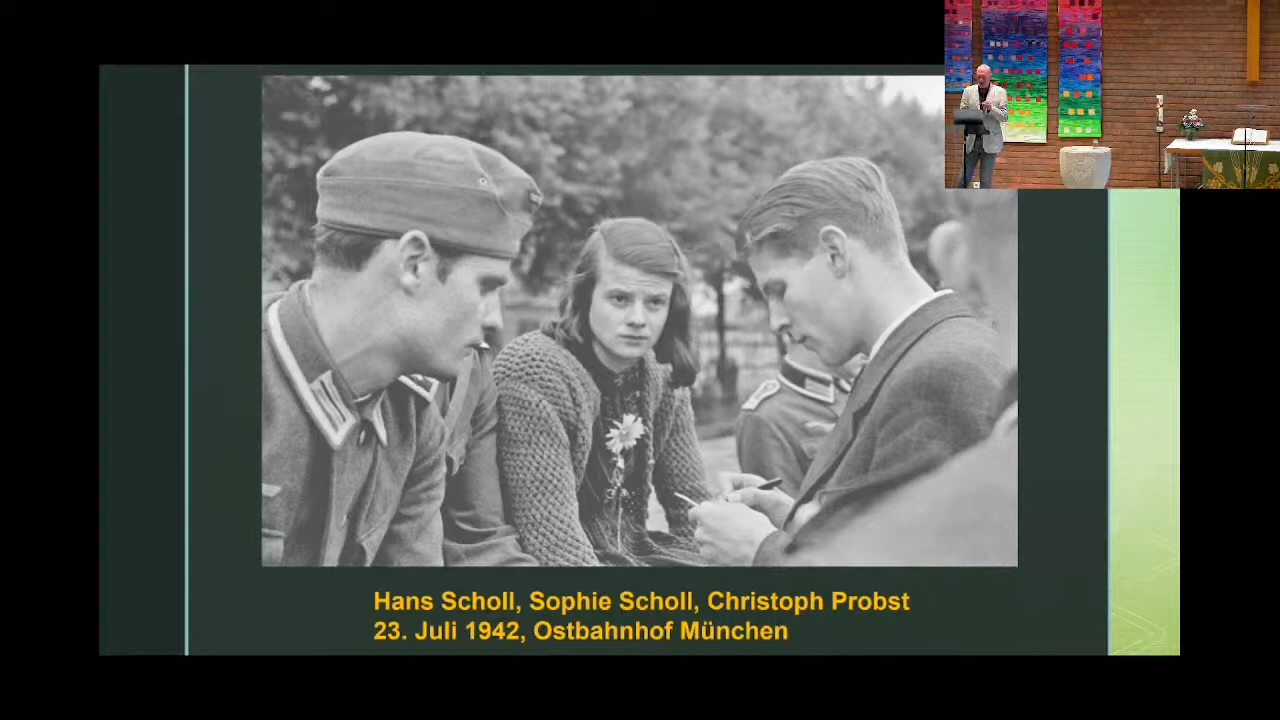 Hans Scholl, Sophie Scholl, Christoph Probst
23. Juli 1942, Ostbahnhof München